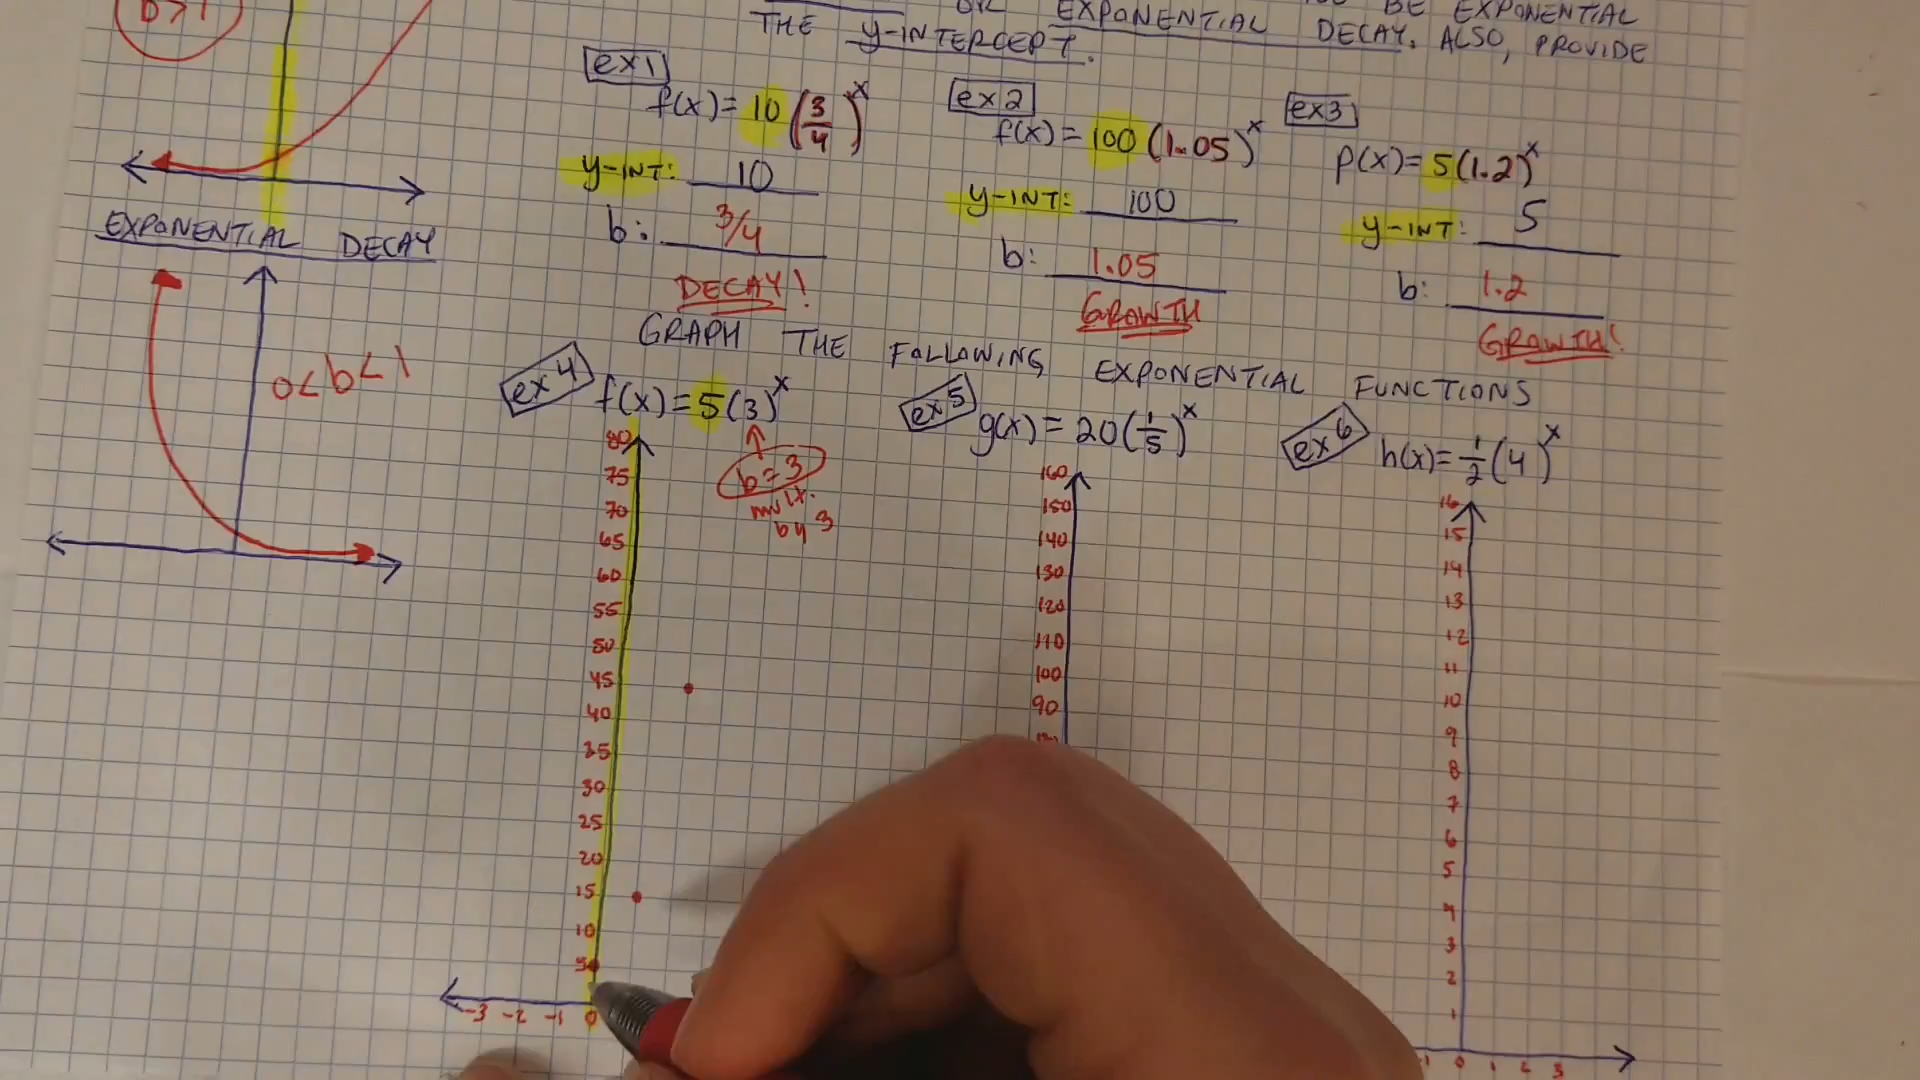 b>1
OR EXPONENTIAL DECAY. ALSO, PROVIDE
BE EXPONENTIAL
THE y-INTERCEPT.
ex1
f(x) = 10 (3/4)^x
y-INT: 10
b: 3/4
DECAY!
ex2
f(x) = 100 (1.05)^x
y-INT: 100
b: 1.05
GROWTH
ex3
p(x) = 5(1.2)^x
y-INT: 5
b: 1.2
GROWTH!
EXPONENTIAL DECAY
0<b<1
GRAPH THE FOLLOWING EXPONENTIAL FUNCTIONS
ex4
f(x) = 5(3)^x
b=3
mult.
by 3
80
75
70
65
60
55
50
45
40
35
30
25
20
15
10
5
-3 -2 -1 0
ex5
g(x) = 20(1/5)^x
160
150
140
130
120
110
100
90
ex6
h(x) = 1/2 (4)^x
16
15
14
13
12
11
10
9
8
7
6
5
4
3
2
1
-1 0 1 2 3